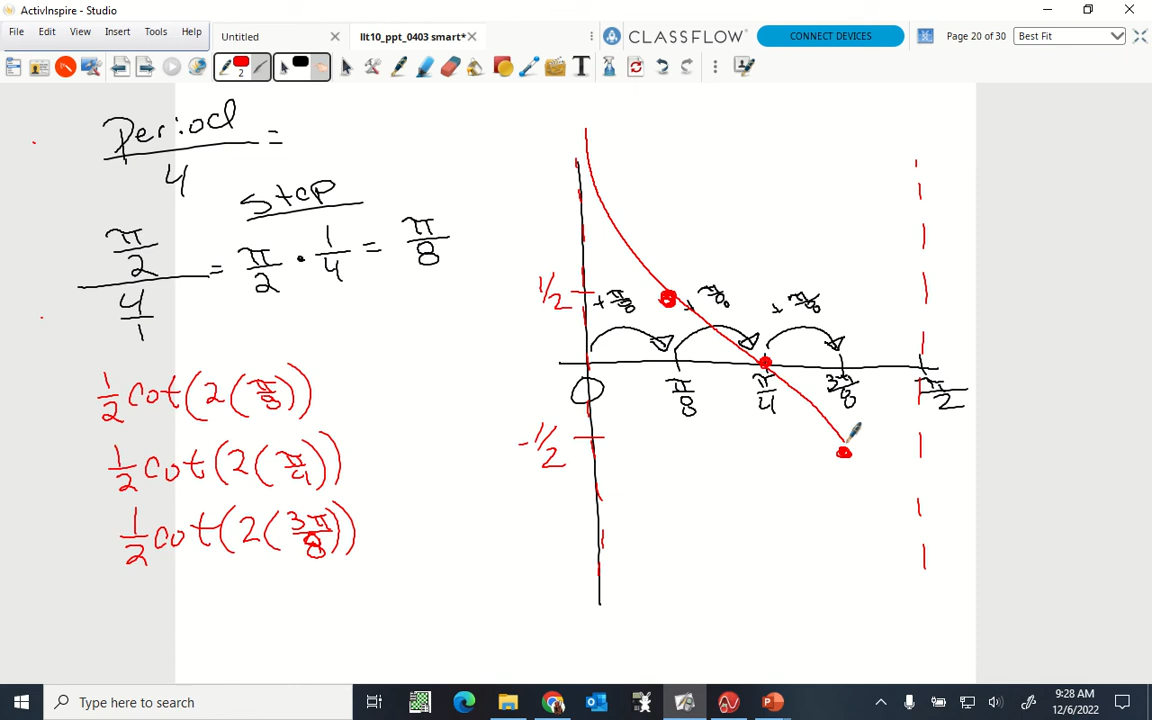 ActivInspire - Studio
File Edit View Insert Tools Help
Untitled
llt10_ppt_0403 smart*
CLASSFLOW
CONNECT DEVICES
Page 20 of 30
Best Fit
2
T
Period/4 =
Step
(π/2)/(4/1) = π/2 · 1/4 = π/8
1/2 cot(2(π/8))
1/2 cot(2(π/4))
1/2 cot(2(3π/8))
1/2
+π/8 +π/8 +π/8
0 π/8 π/4 3π/8 π/2
-1/2
Type here to search
9:28 AM
12/6/2022